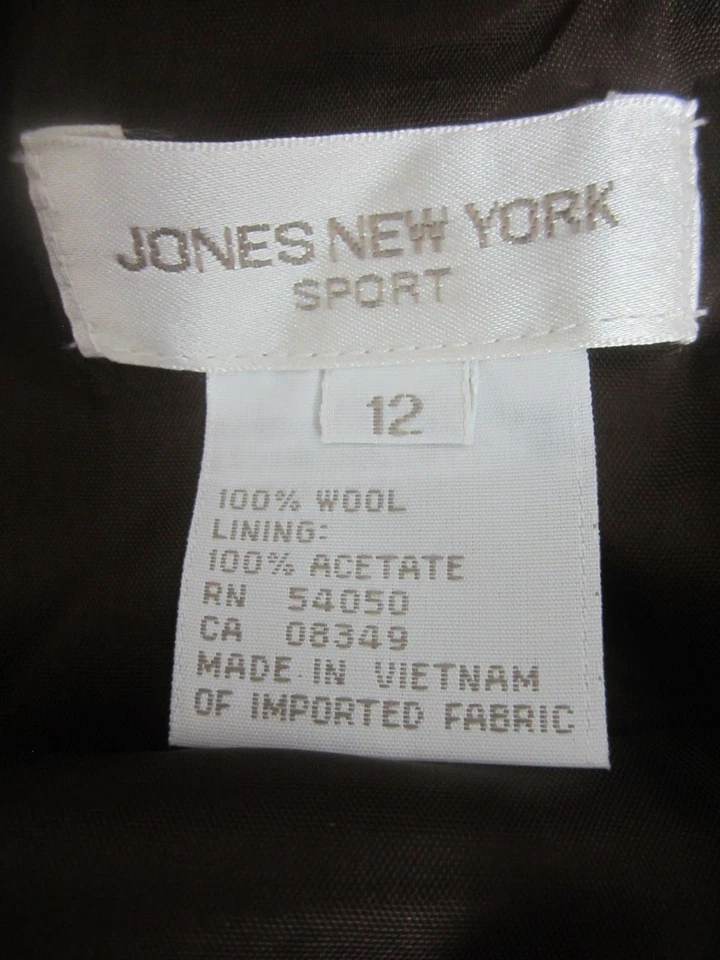 JONES NEW YORK
SPORT
12
100% WOOL
LINING:
100% ACETATE
RN 54050
CA 08349
MADE IN VIETNAM
OF IMPORTED FABRIC